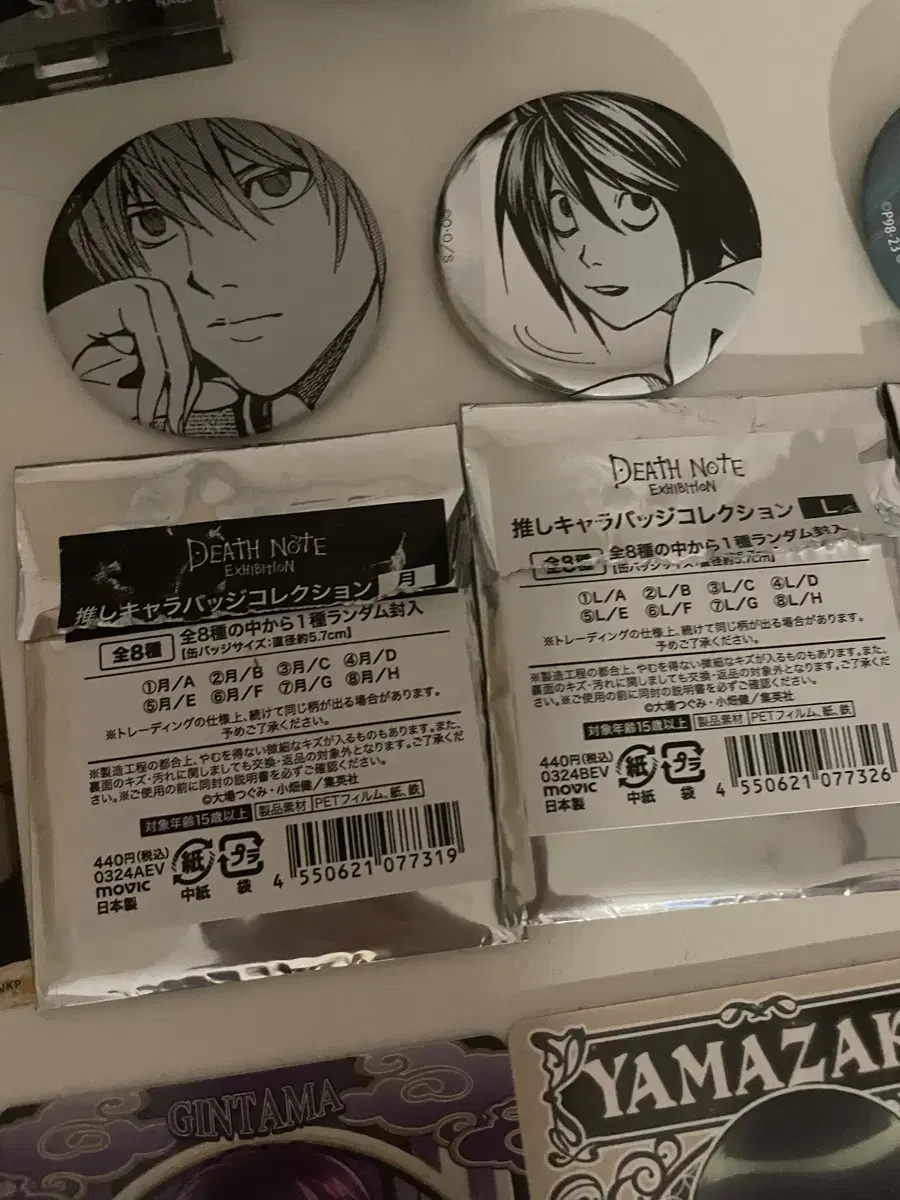 ©P98-23
DEATH NOTE
EXHIBITION
推しキャラバッジコレクション 月
全8種 全8種の中から1種ランダム封入
【缶バッジサイズ:直径約5.7cm】
①月/A ②月/B ③月/C ④月/D
⑤月/E ⑥月/F ⑦月/G ⑧月/H
※トレーディングの仕様上、続けて同じ柄が出る場合があります。
予めご了承ください。
※製造工程の都合上、やむを得ない微細なキズが入るものもあります。また、
裏面のキズ・汚れに関しましても交換・返品の対象外となります。ご了承くだ
さい。※ご使用の前に同封の説明書を必ずご確認ください。
©大場つぐみ・小畑健/集英社
対象年齢15歳以上 製品素材 PETフィルム、紙、鉄
440円(税込)
0324AEV
movic
日本製
紙 プラ
中紙 袋
4 550621 077319
DEATH NOTE
EXHIBITION
推しキャラバッジコレクション L
全8種 全8種の中から1種ランダム封入
【缶バッジサイズ:直径約5.7cm】
①L/A ②L/B ③L/C ④L/D
⑤L/E ⑥L/F ⑦L/G ⑧L/H
※トレーディングの仕様上、続けて同じ柄が出る場合があります。
予めご了承ください。
※製造工程の都合上、やむを得ない微細なキズが入るものもあります。また、
裏面のキズ・汚れに関しましても交換・返品の対象外となります。ご了承くだ
さい。※ご使用の前に同封の説明書を必ずご確認ください。
©大場つぐみ・小畑健/集英社
対象年齢15歳以上 製品素材 PETフィルム、紙、鉄
440円(税込)
0324BEV
movic
日本製
紙 プラ
中紙 袋
4 550621 077326
GINTAMA
YAMAZAK